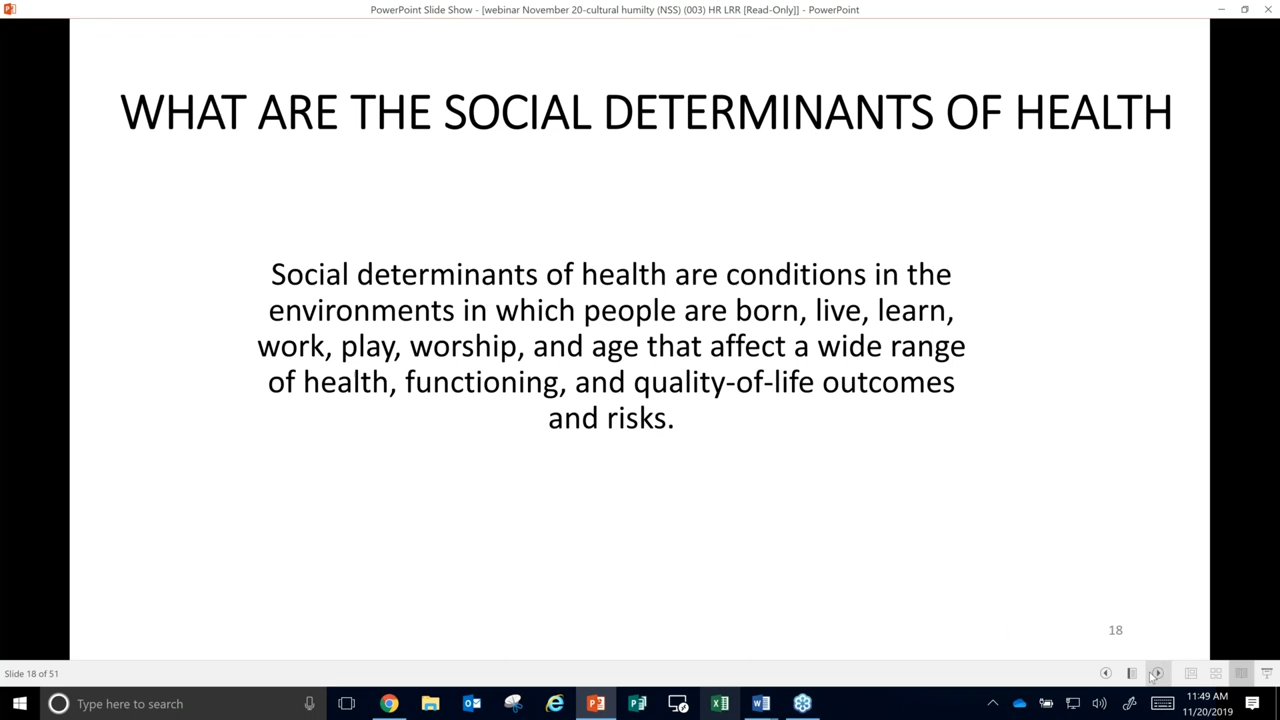 PowerPoint Slide Show - [webinar November 20-cultural humilty (NSS) (003) HR LRR [Read-Only]] - PowerPoint
WHAT ARE THE SOCIAL DETERMINANTS OF HEALTH
Social determinants of health are conditions in the
environments in which people are born, live, learn,
work, play, worship, and age that affect a wide range
of health, functioning, and quality-of-life outcomes
and risks.
18
Slide 18 of 51
Type here to search
11:49 AM
11/20/2019